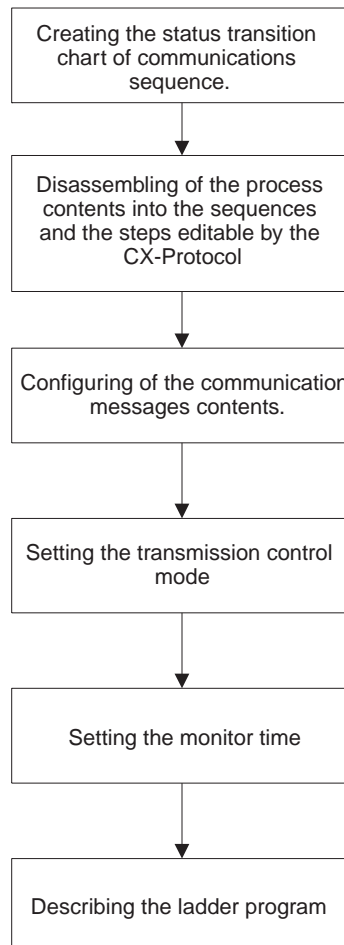 Creating the status transition
chart of communications
sequence.
Disassembling of the process
contents into the sequences
and the steps editable by the
CX-Protocol
Configuring of the communication
messages contents.
Setting the transmission control
mode
Setting the monitor time
Describing the ladder program